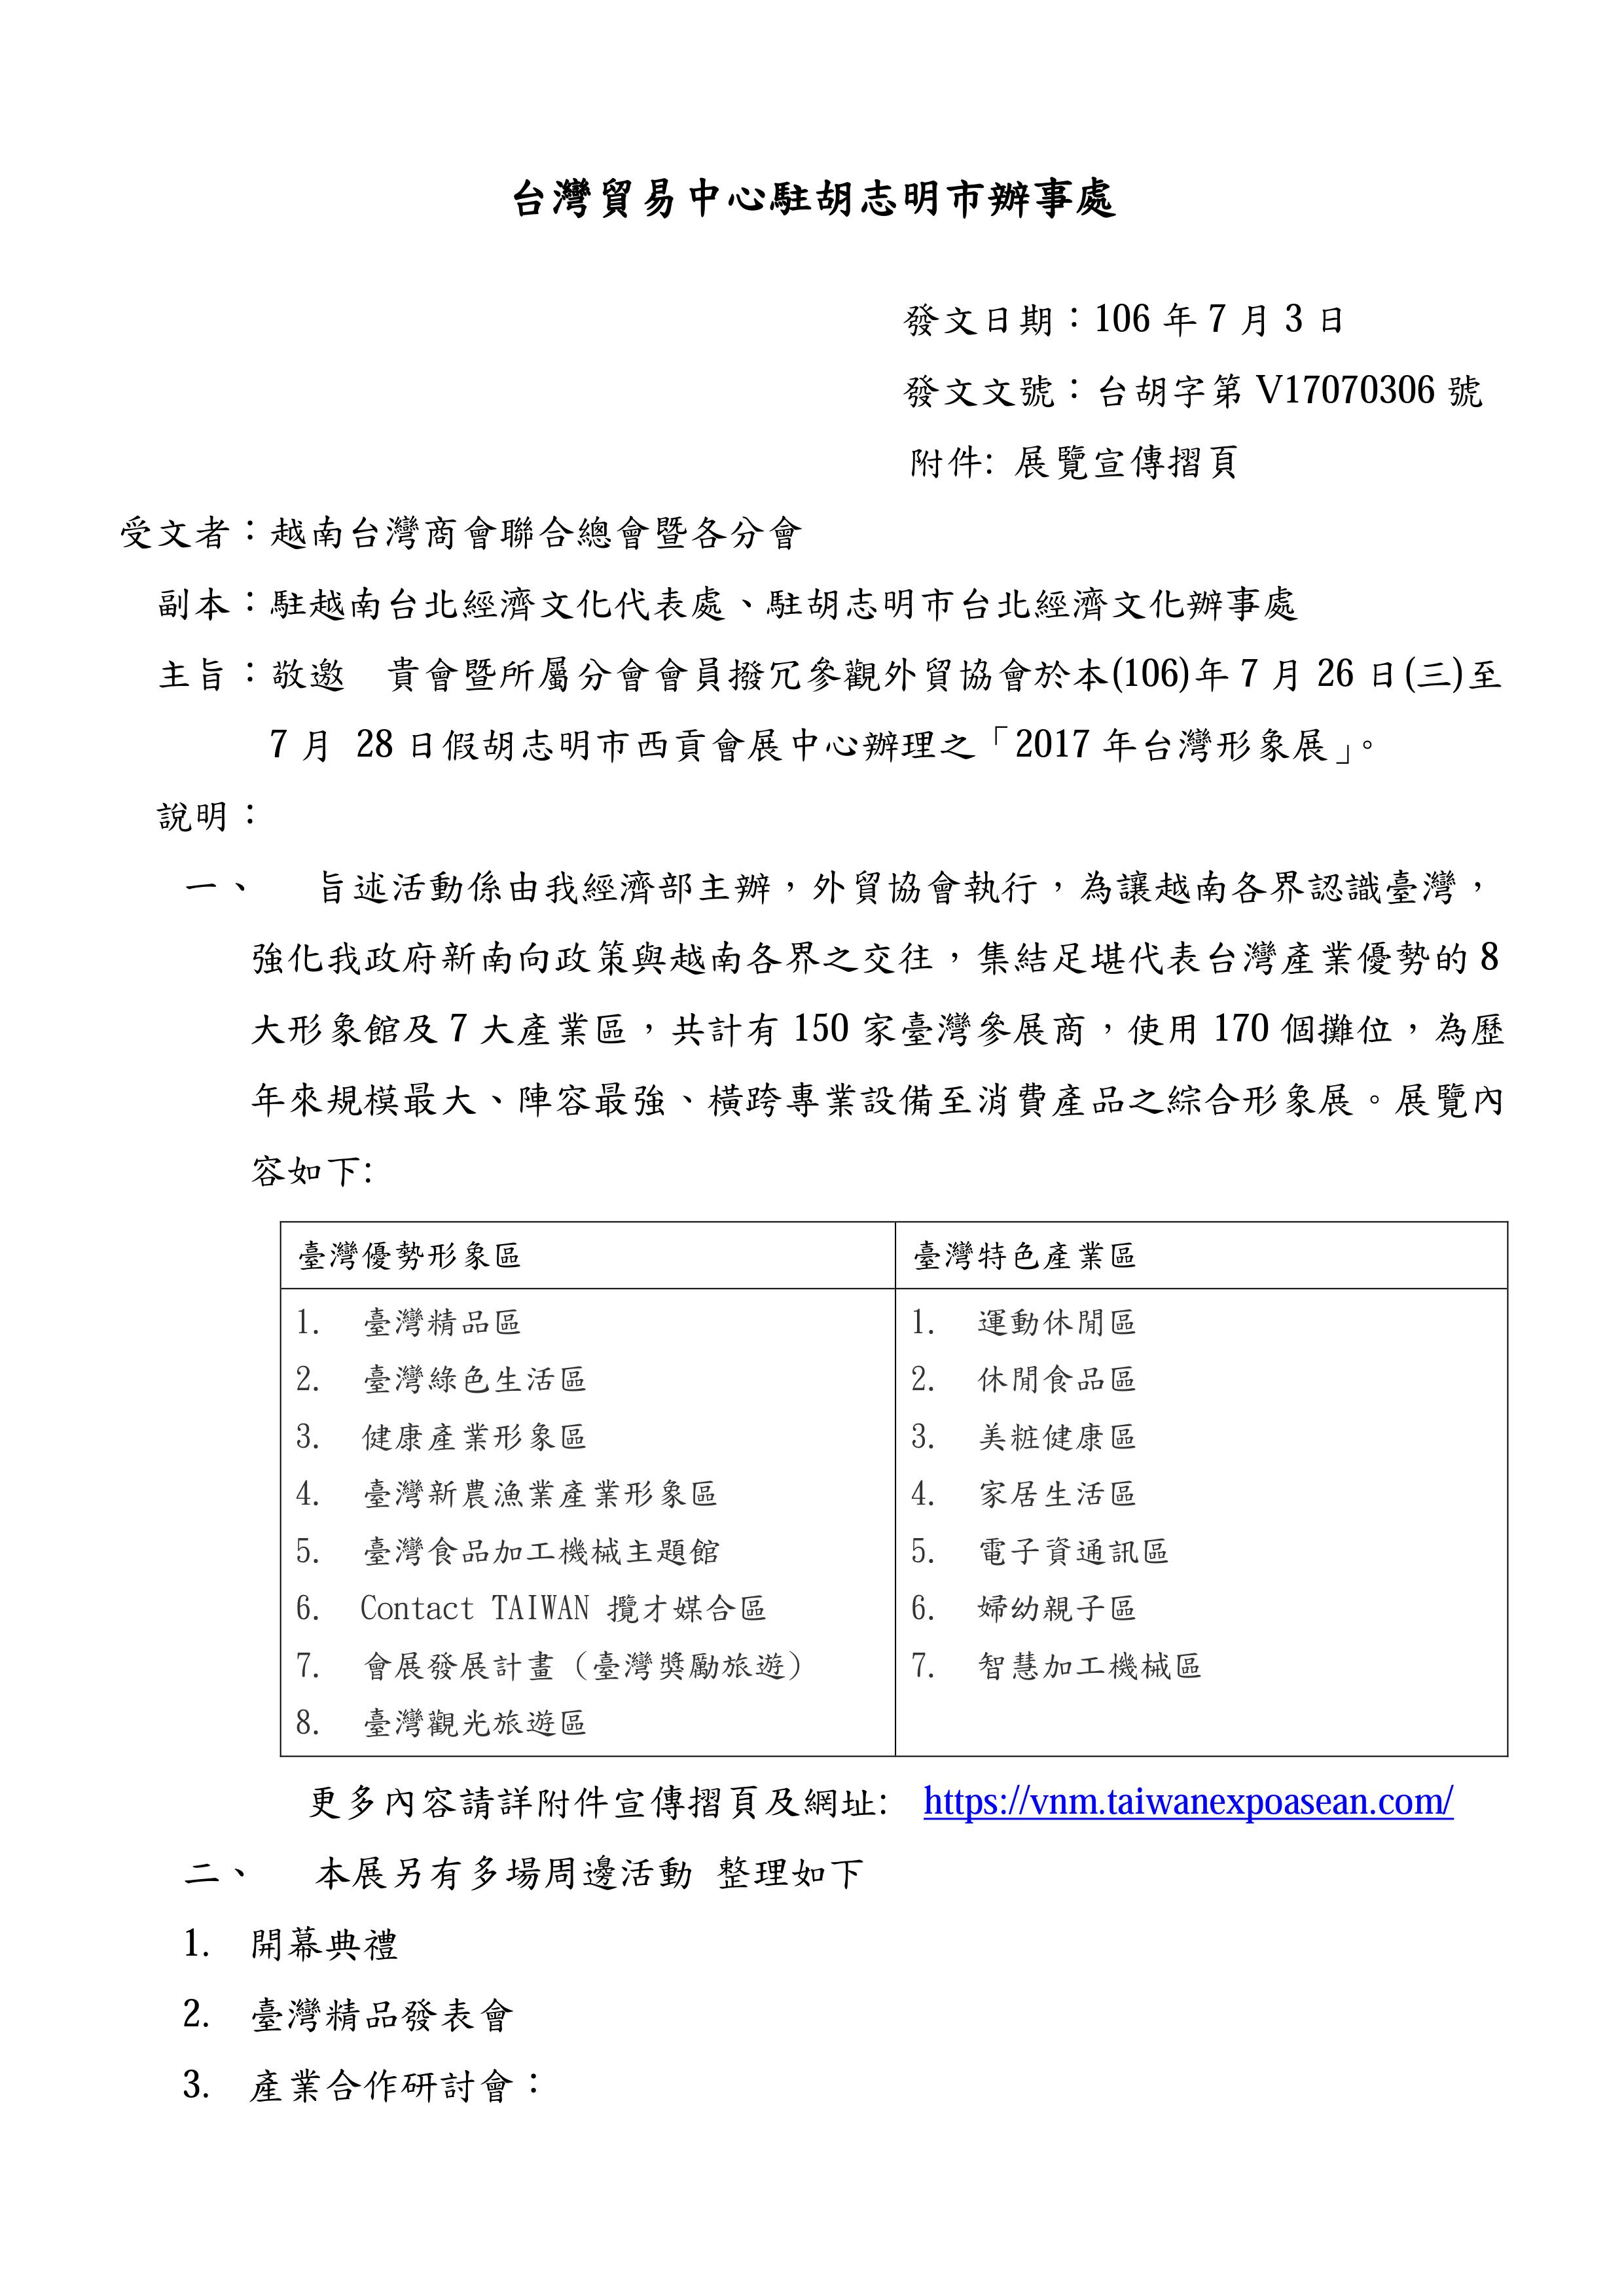 台灣貿易中心駐胡志明市辦事處
發文日期：106 年 7 月 3 日
發文文號：台胡字第 V17070306 號
附件: 展覽宣傳摺頁
受文者：越南台灣商會聯合總會暨各分會
副本：駐越南台北經濟文化代表處、駐胡志明市台北經濟文化辦事處
主旨：敬邀　貴會暨所屬分會會員撥冗參觀外貿協會於本(106)年 7 月 26 日(三)至
7 月 28 日假胡志明市西貢會展中心辦理之「2017 年台灣形象展」。
說明：
一、 旨述活動係由我經濟部主辦，外貿協會執行，為讓越南各界認識臺灣，
強化我政府新南向政策與越南各界之交往，集結足堪代表台灣產業優勢的 8
大形象館及 7 大產業區，共計有 150 家臺灣參展商，使用 170 個攤位，為歷
年來規模最大、陣容最強、橫跨專業設備至消費產品之綜合形象展。展覽內
容如下:
臺灣優勢形象區
1. 臺灣精品區
2. 臺灣綠色生活區
3. 健康產業形象區
4. 臺灣新農漁業產業形象區
5. 臺灣食品加工機械主題館
6. Contact TAIWAN 攬才媒合區
7. 會展發展計畫（臺灣獎勵旅遊）
8. 臺灣觀光旅遊區
臺灣特色產業區
1. 運動休閒區
2. 休閒食品區
3. 美粧健康區
4. 家居生活區
5. 電子資通訊區
6. 婦幼親子區
7. 智慧加工機械區
更多內容請詳附件宣傳摺頁及網址: https://vnm.taiwanexpoasean.com/
二、 本展另有多場周邊活動 整理如下
1. 開幕典禮
2. 臺灣精品發表會
3. 產業合作研討會：